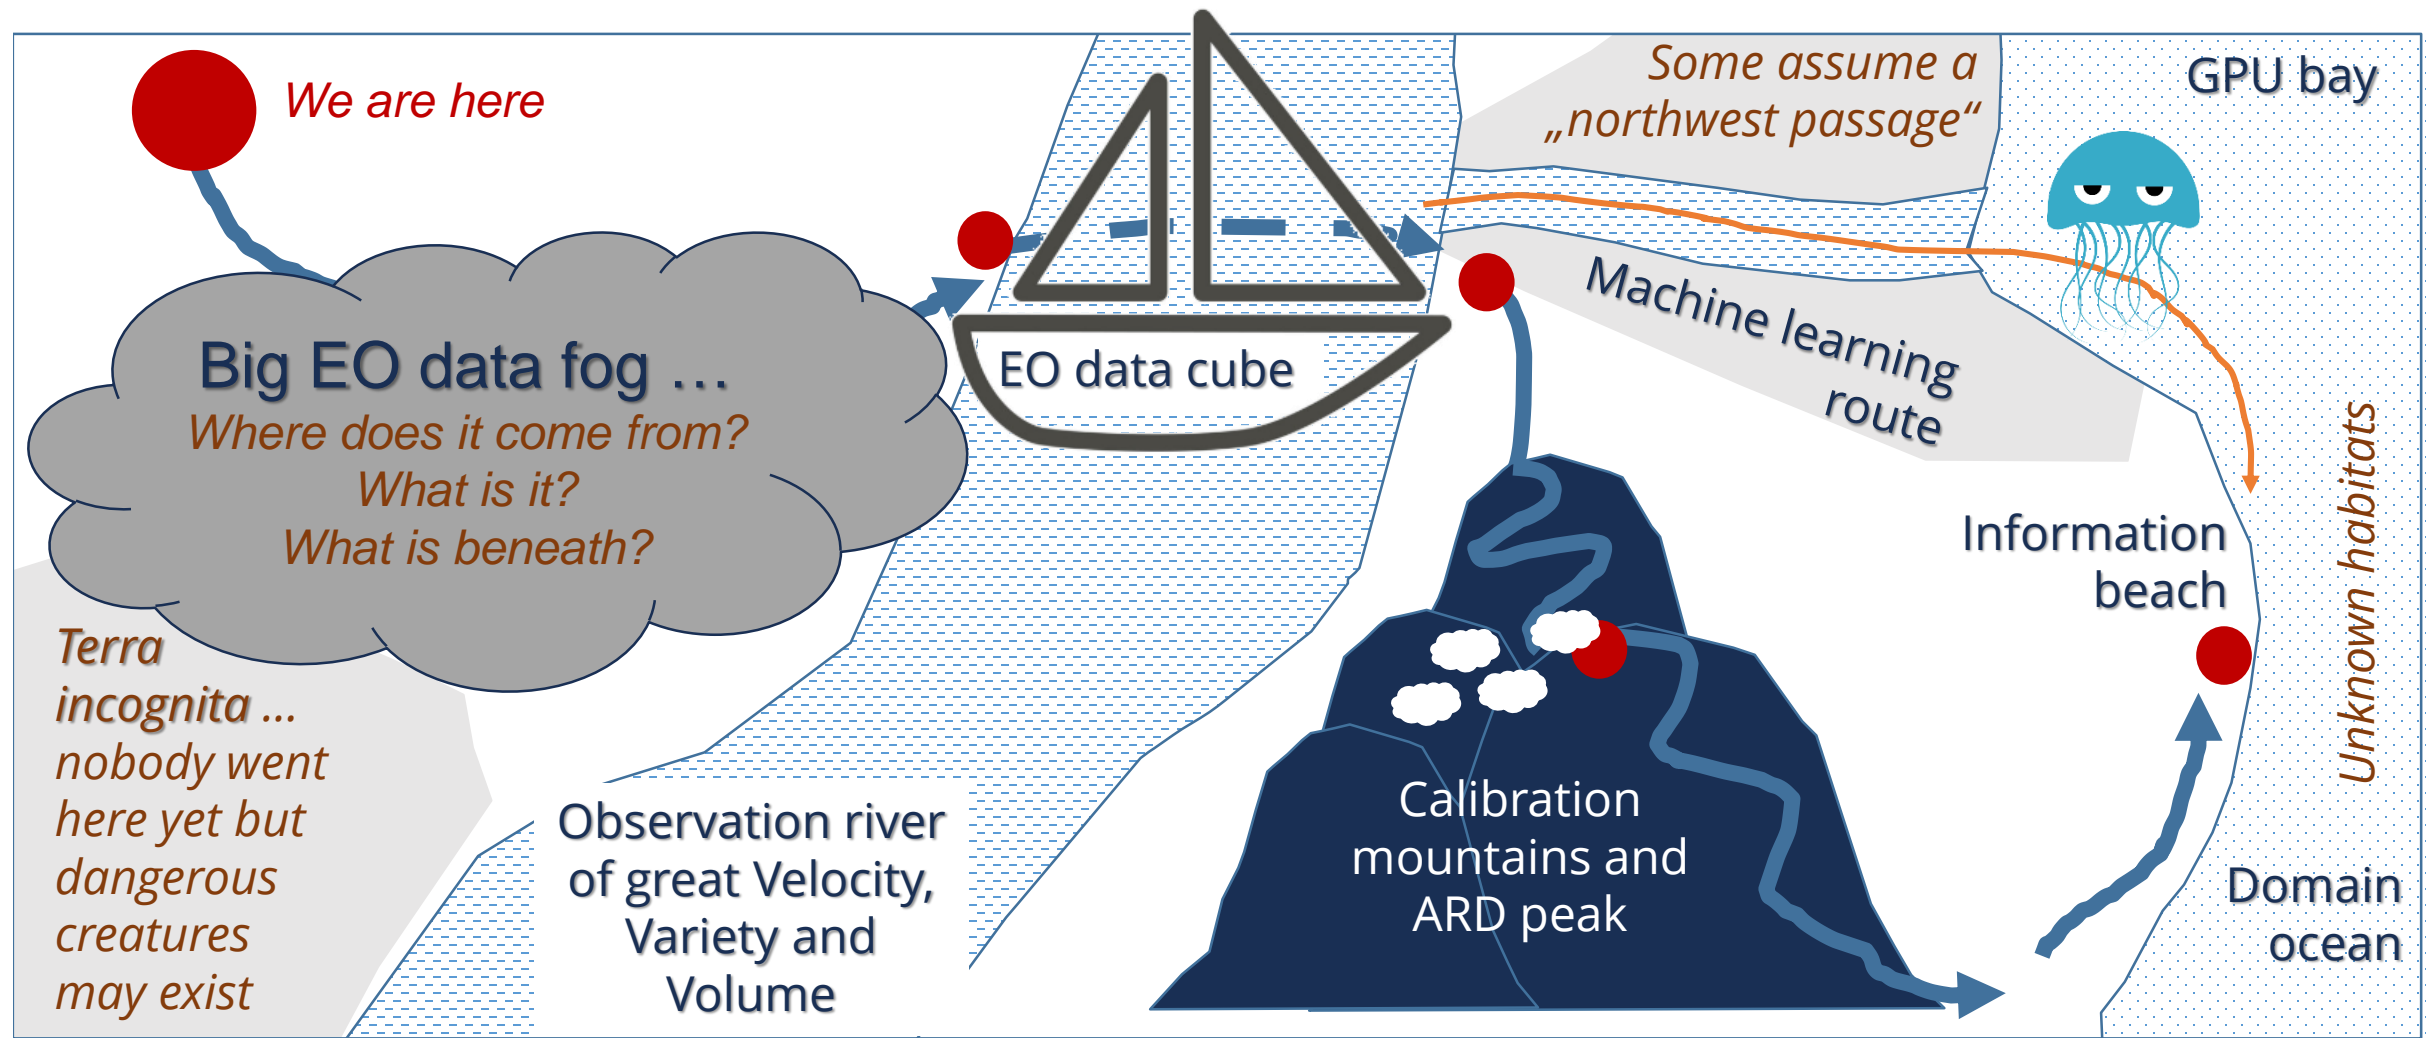 We are here
Big EO data fog …
Where does it come from?
What is it?
What is beneath?
Terra
incognita …
nobody went
here yet but
dangerous
creatures
may exist
Observation river
of great Velocity,
Variety and
Volume
EO data cube
Some assume a
„northwest passage“
Machine learning
route
Calibration
mountains and
ARD peak
GPU bay
Information
beach
Unknown habitats
Domain
ocean